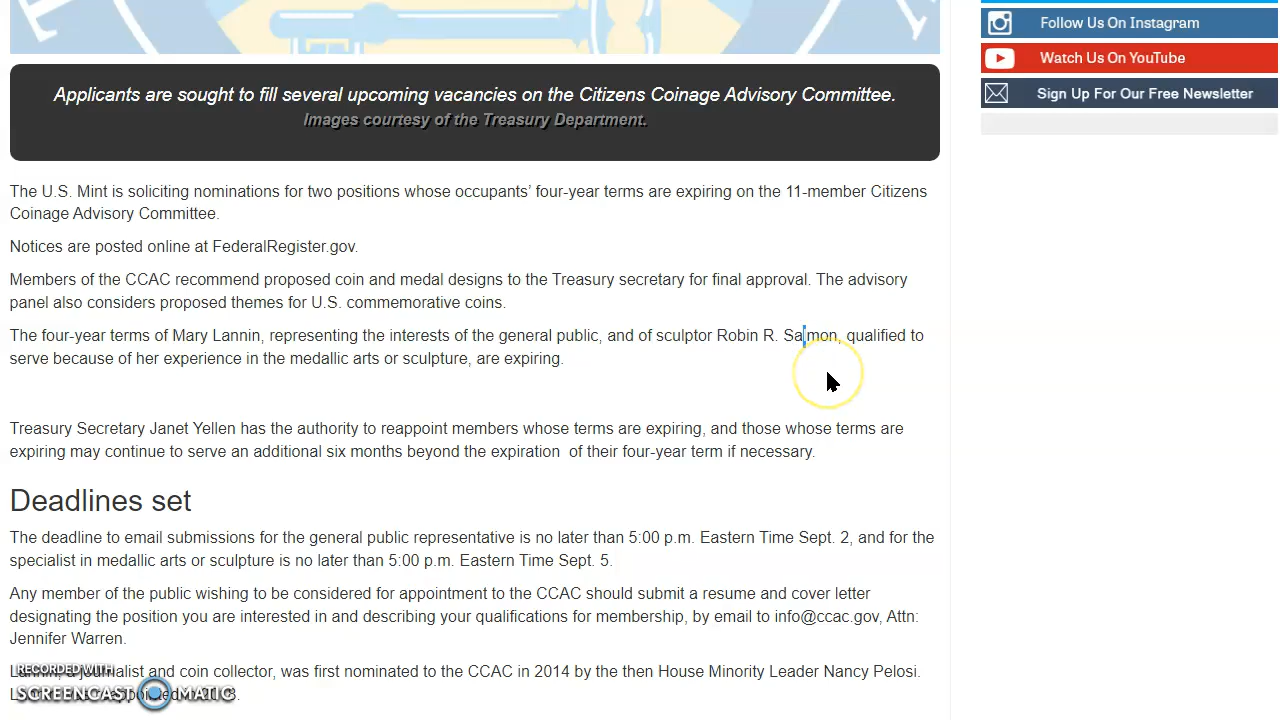 Applicants are sought to fill several upcoming vacancies on the Citizens Coinage Advisory Committee.
Images courtesy of the Treasury Department.
Follow Us On Instagram
Watch Us On YouTube
Sign Up For Our Free Newsletter
The U.S. Mint is soliciting nominations for two positions whose occupants’ four-year terms are expiring on the 11-member Citizens
Coinage Advisory Committee.
Notices are posted online at FederalRegister.gov.
Members of the CCAC recommend proposed coin and medal designs to the Treasury secretary for final approval. The advisory
panel also considers proposed themes for U.S. commemorative coins.
The four-year terms of Mary Lannin, representing the interests of the general public, and of sculptor Robin R. Salmon, qualified to
serve because of her experience in the medallic arts or sculpture, are expiring.
Treasury Secretary Janet Yellen has the authority to reappoint members whose terms are expiring, and those whose terms are
expiring may continue to serve an additional six months beyond the expiration of their four-year term if necessary.
Deadlines set
The deadline to email submissions for the general public representative is no later than 5:00 p.m. Eastern Time Sept. 2, and for the
specialist in medallic arts or sculpture is no later than 5:00 p.m. Eastern Time Sept. 5.
Any member of the public wishing to be considered for appointment to the CCAC should submit a resume and cover letter
designating the position you are interested in and describing your qualifications for membership, by email to info@ccac.gov, Attn:
Jennifer Warren.
Lannin, a journalist and coin collector, was first nominated to the CCAC in 2014 by the then House Minority Leader Nancy Pelosi.
RECORDED WITH
SCREENCAST MATIC